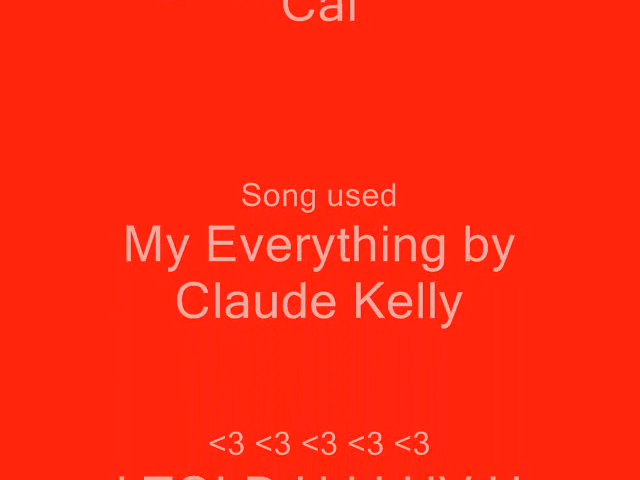 Cal
Song used
My Everything by
Claude Kelly
<3 <3 <3 <3 <3